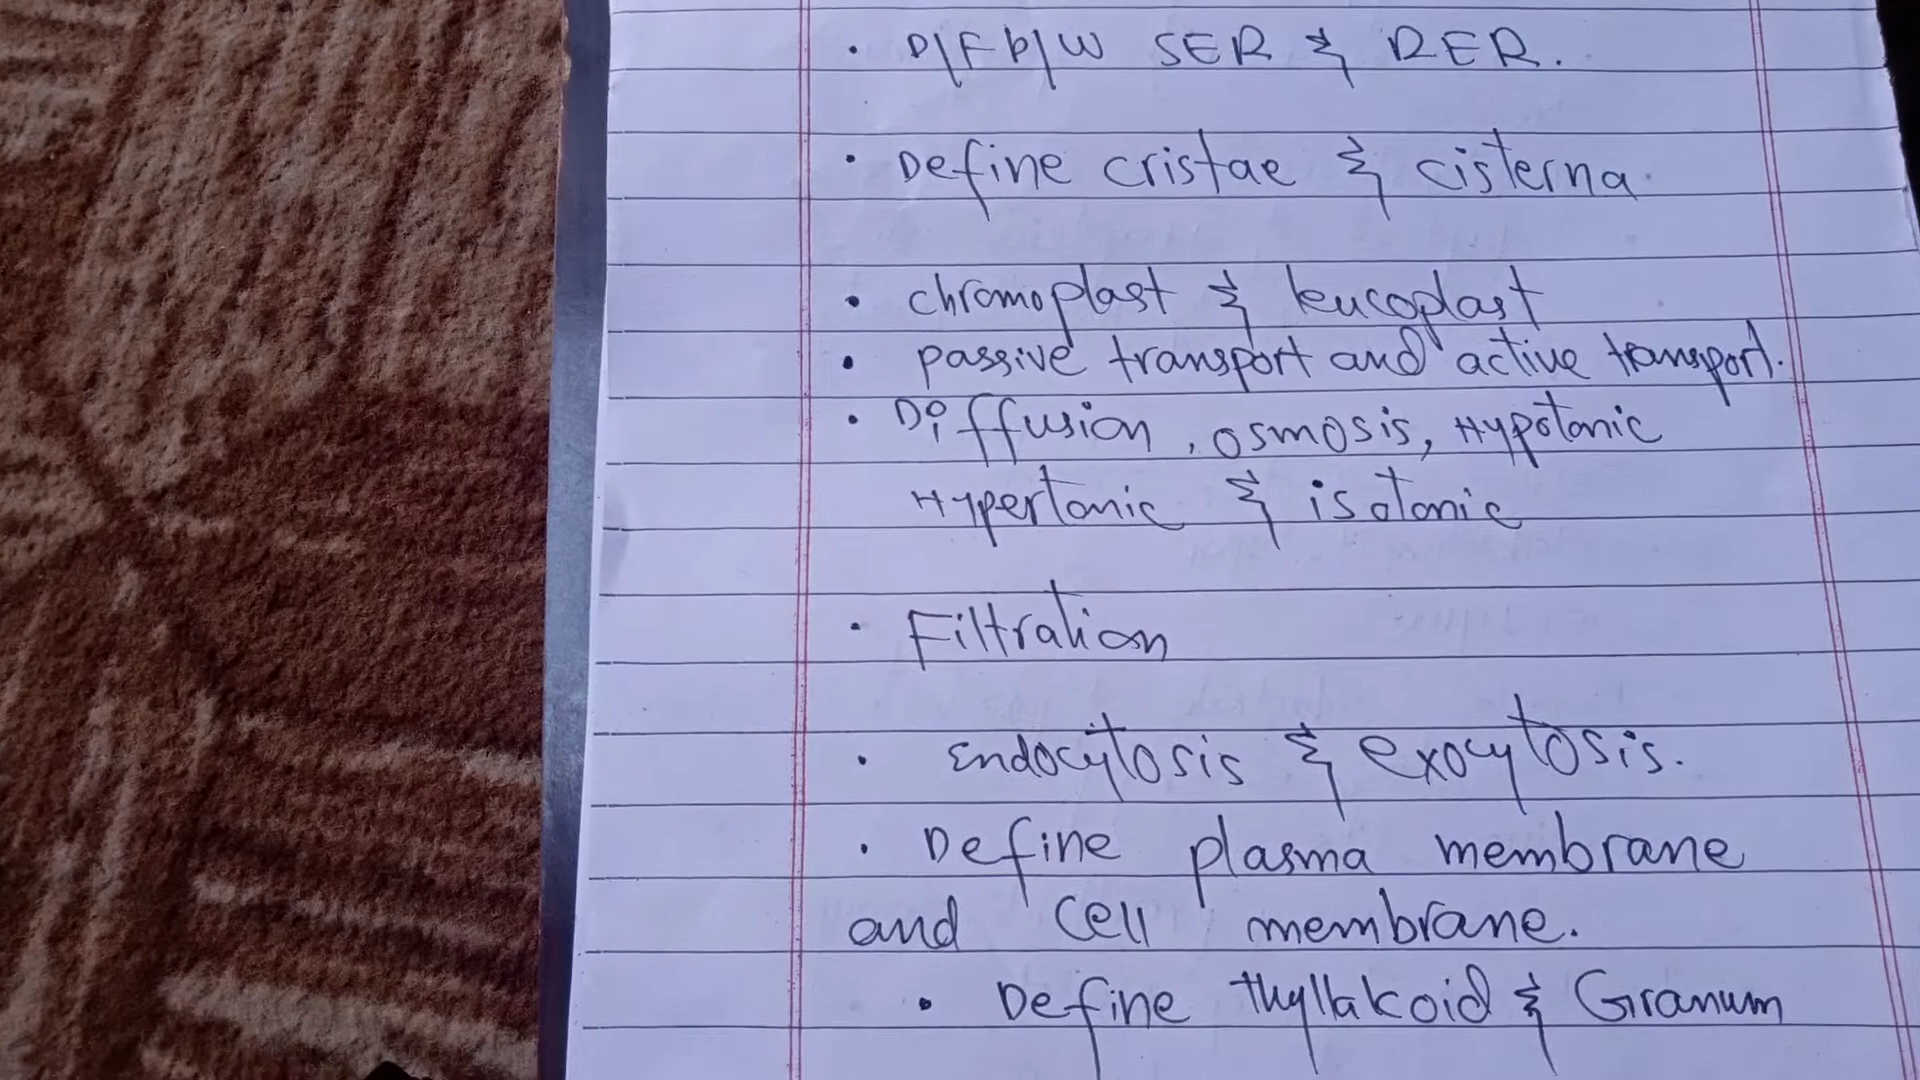 • D/F b/w SER & RER.
• Define cristae & cisterna.
• chromoplast & leucoplast
• passive transport and active transport.
• Diffusion, osmosis, Hypotonic
Hypertonic & isotonic
• Filtration
• Endocytosis & exocytosis.
• Define plasma membrane
and cell membrane.
• Define thyllakoid & Granum